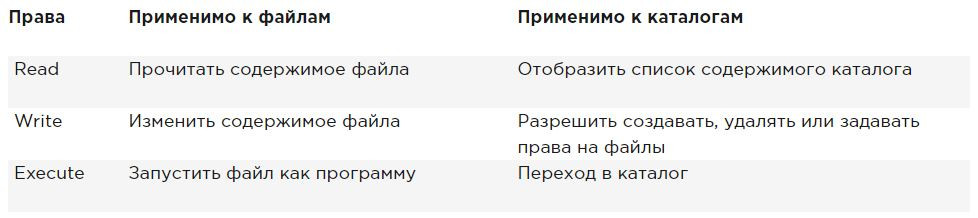 Права Применимо к файлам Применимо к каталогам
Read Прочитать содержимое файла Отобразить список содержимого каталога
Write Изменить содержимое файла Разрешить создавать, удалять или задавать
права на файлы
Execute Запустить файл как программу Переход в каталог